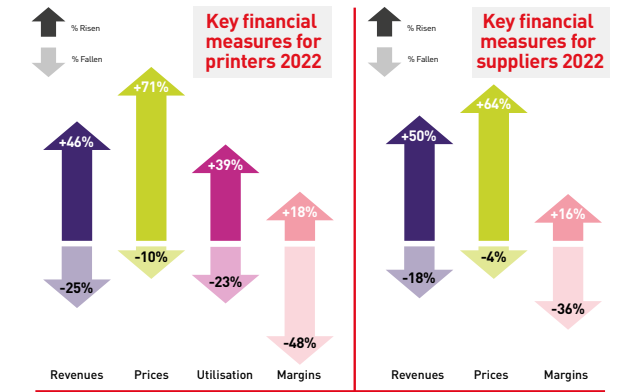 % Risen
% Fallen
Key financial
measures for
printers 2022
+46%
+71%
+39%
+18%
-25%
-10%
-23%
-48%
Revenues
Prices
Utilisation
Margins
% Risen
% Fallen
Key financial
measures for
suppliers 2022
+50%
+64%
+16%
-18%
-4%
-36%
Revenues
Prices
Margins